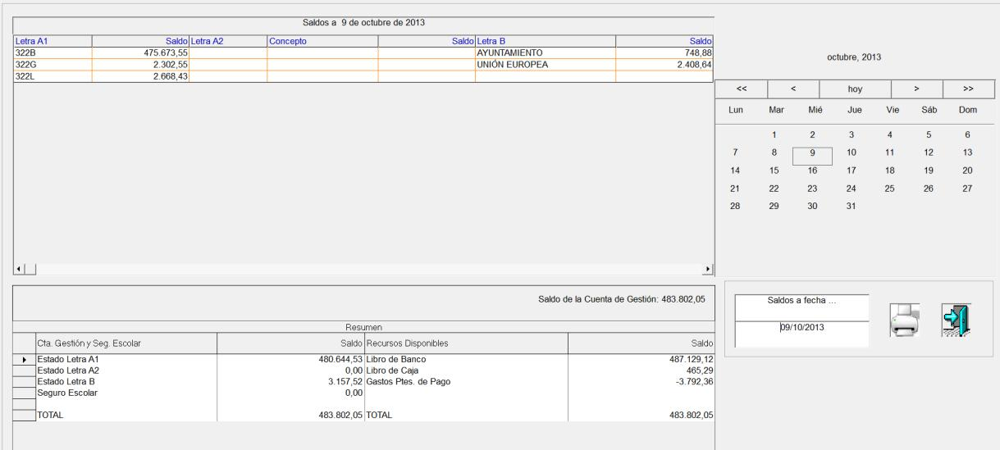 Saldos a 9 de octubre de 2013
Letra A1 Saldo Letra A2 Concepto Saldo Letra B Saldo
322B 475.673,55 AYUNTAMIENTO 748,88
322G 2.302,55 UNIÓN EUROPEA 2.408,64
322L 2.668,43
octubre, 2013
<< < hoy > >>
Lun Mar Mié Jue Vie Sáb Dom
1 2 3 4 5 6
7 8 9 10 11 12 13
14 15 16 17 18 19 20
21 22 23 24 25 26 27
28 29 30 31
Saldo de la Cuenta de Gestión: 483.802,05
Resumen
Cta. Gestión y Seg. Escolar Saldo Recursos Disponibles Saldo
Estado Letra A1 480.644,53 Libro de Banco 487.129,12
Estado Letra A2 0,00 Libro de Caja 465,29
Estado Letra B 3.157,52 Gastos Ptes. de Pago -3.792,36
Seguro Escolar 0,00
TOTAL 483.802,05 TOTAL 483.802,05
Saldos a fecha ...
09/10/2013